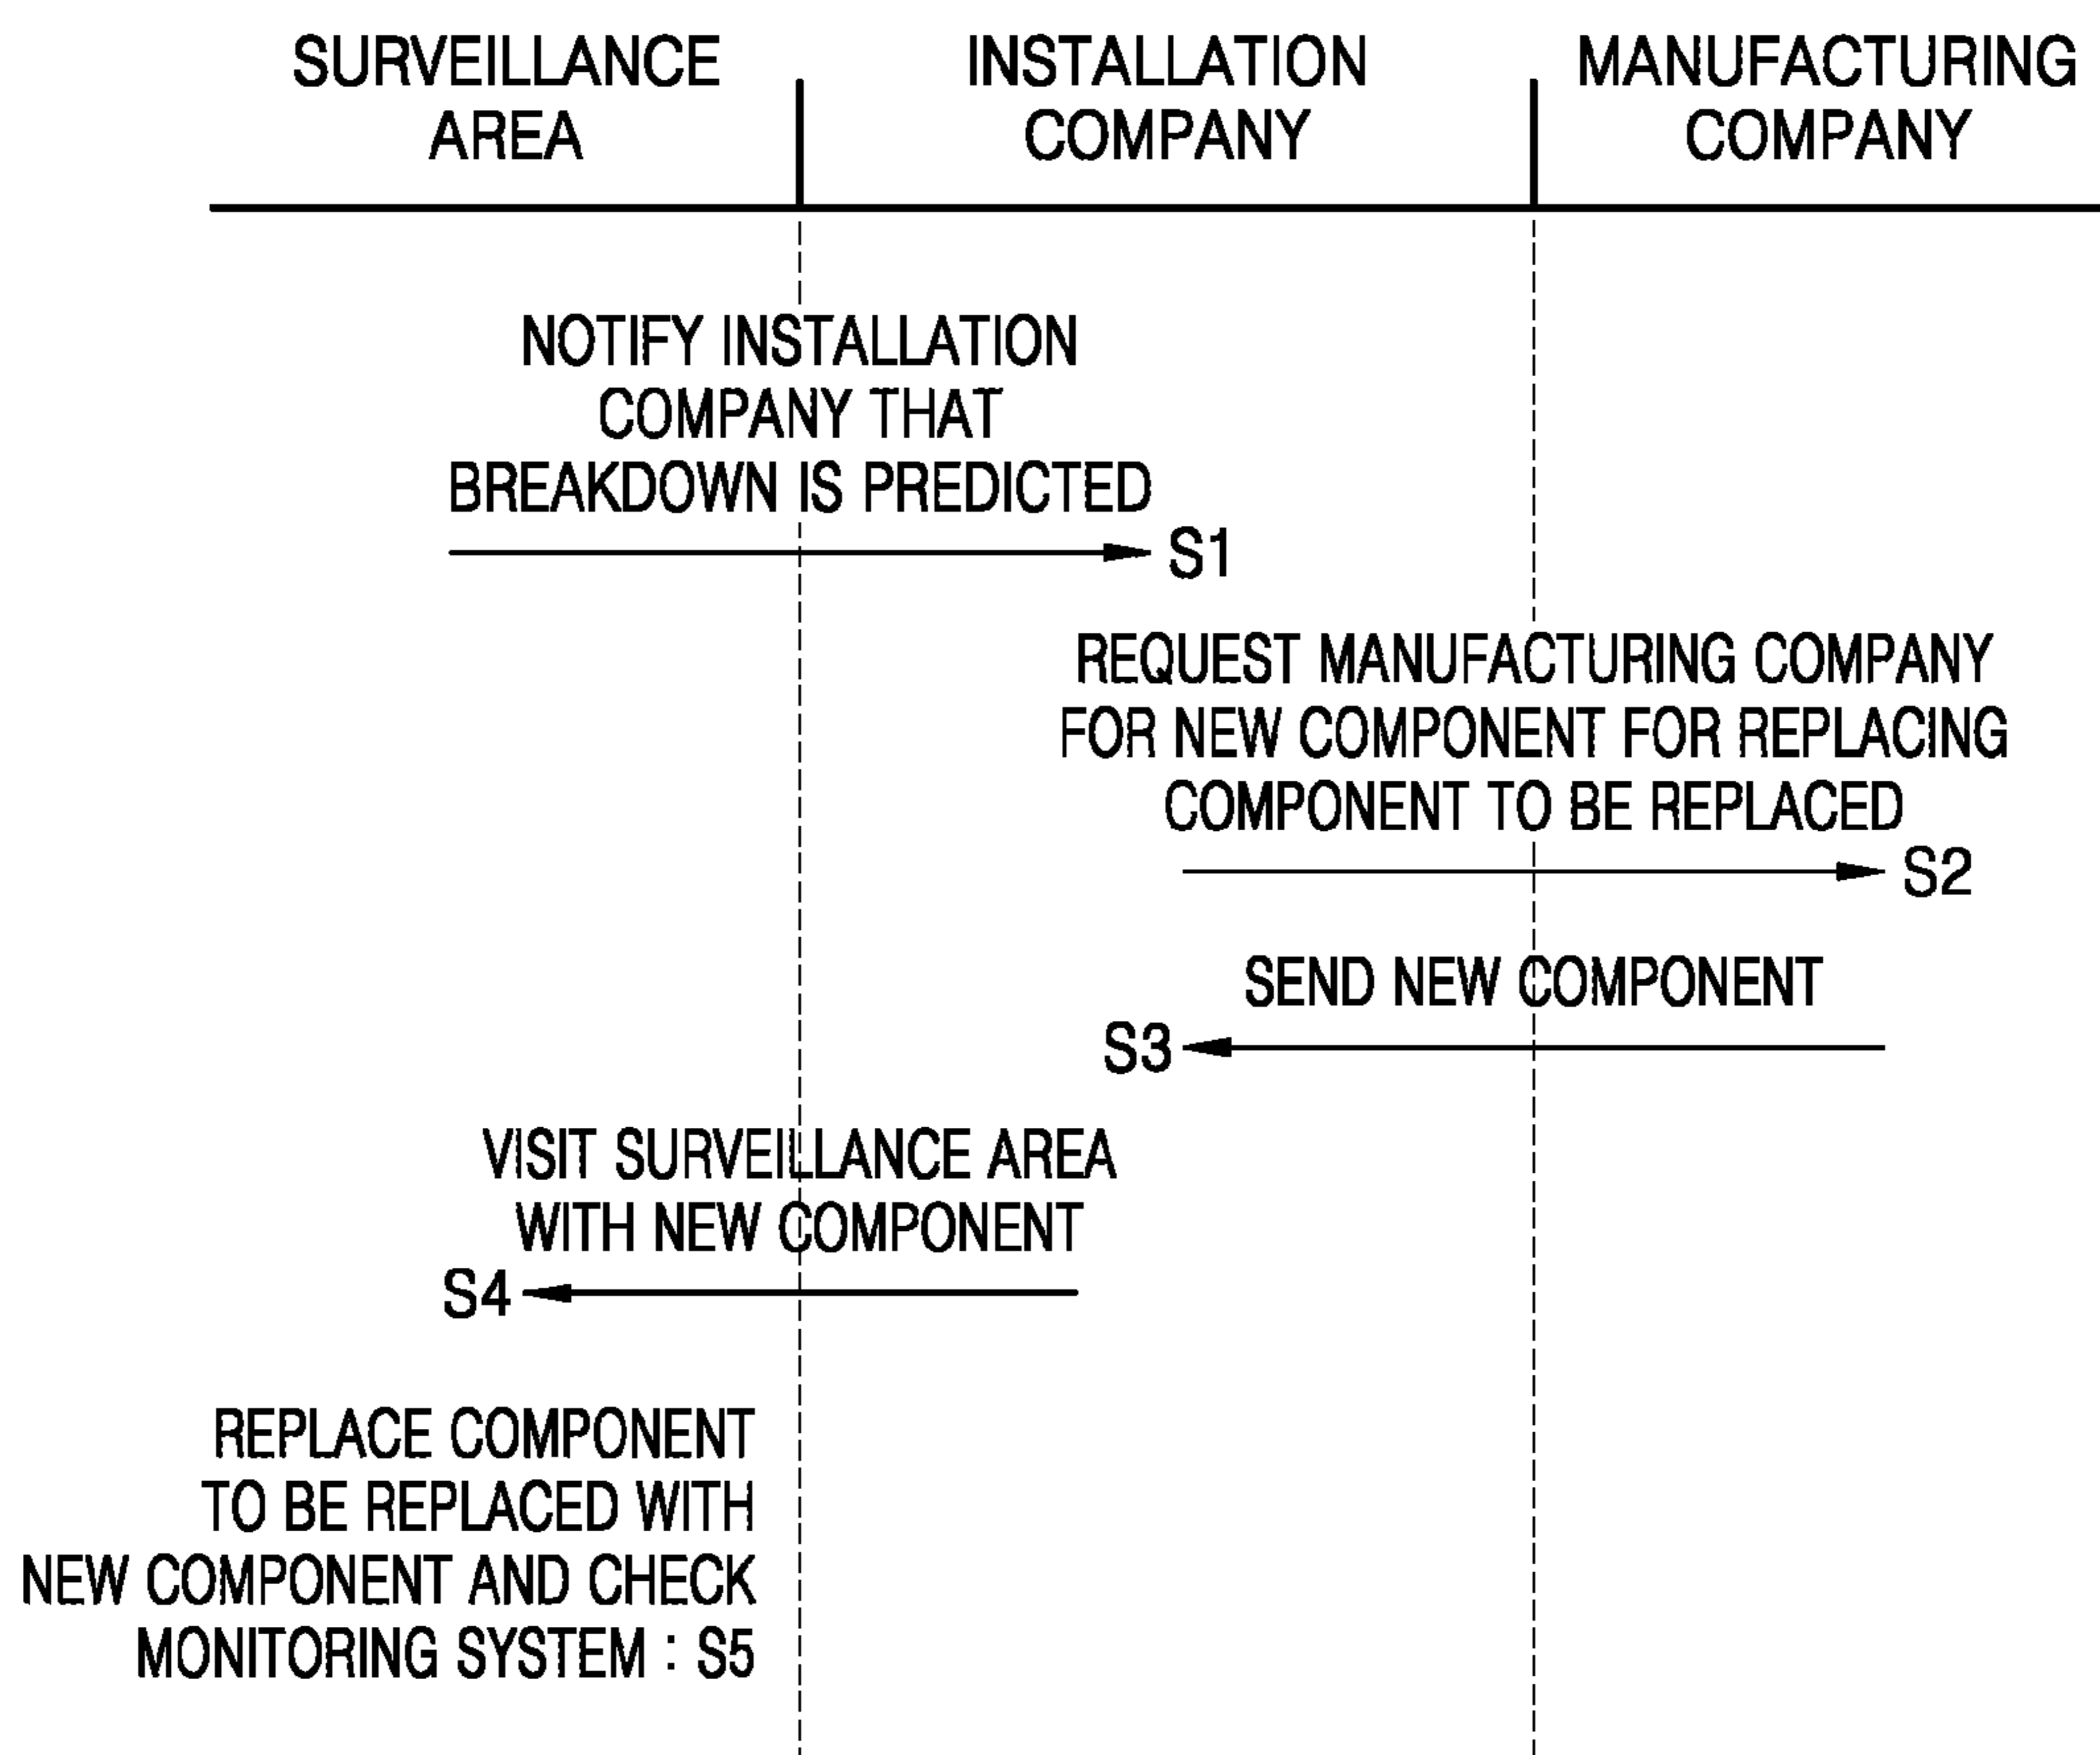 SURVEILLANCE
AREA
INSTALLATION
COMPANY
MANUFACTURING
COMPANY
NOTIFY INSTALLATION
COMPANY THAT
BREAKDOWN IS PREDICTED
S1
REQUEST MANUFACTURING COMPANY
FOR NEW COMPONENT FOR REPLACING
COMPONENT TO BE REPLACED
S2
SEND NEW COMPONENT
S3
VISIT SURVEILLANCE AREA
WITH NEW COMPONENT
S4
REPLACE COMPONENT
TO BE REPLACED WITH
NEW COMPONENT AND CHECK
MONITORING SYSTEM : S5